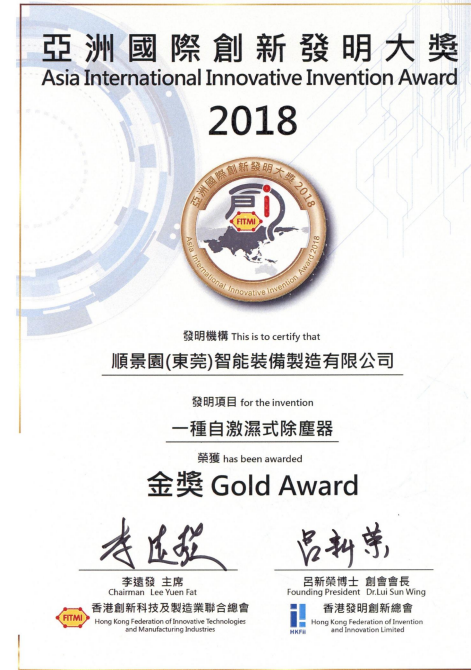 亞洲國際創新發明大獎
Asia International Innovative Invention Award
2018
亞洲國際創新發明大獎 2018
FITMI
Asia International Innovative Invention Award 2018
發明機構 This is to certify that
順景園(東莞)智能裝備製造有限公司
發明項目 for the invention
一種自激濕式除塵器
榮獲 has been awarded
金獎 Gold Award
李遠發 主席
Chairman Lee Yuen Fat
FITMI
香港創新科技及製造業聯合總會
Hong Kong Federation of Innovative Technologies
and Manufacturing Industries
呂新榮博士 創會會長
Founding President Dr.Lui Sun Wing
HKFII
香港發明創新總會
Hong Kong Federation of Invention
and Innovation Limited